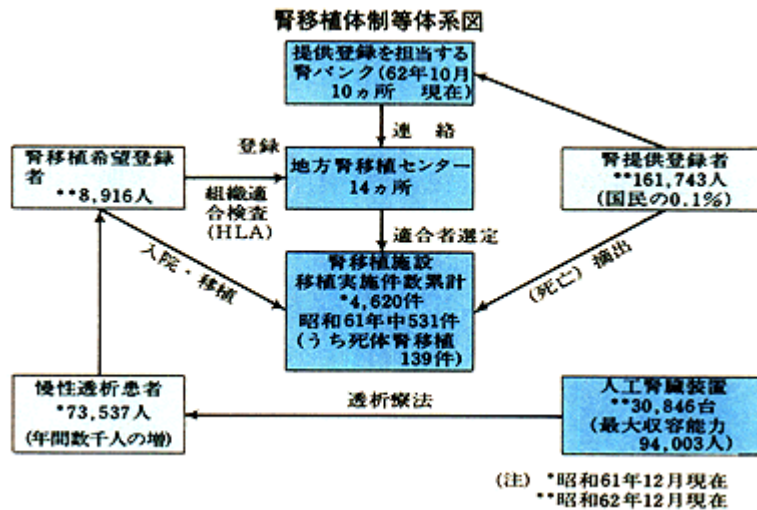 腎移植体制等体系図
提供登録を担当する
腎バンク(62年10月
10ヵ所 現在)
連 絡
登録
腎移植希望登録
者
**8,916人
組織適
合検査
(HLA)
地方腎移植センター
14ヵ所
腎提供登録者
**161,743人
(国民の0.1%)
適合者選定
入院・移植
腎移植施設
移植実施件数累計
*4,620件
昭和61年中531件
(うち死体腎移植
139件)
(死亡)摘出
慢性透析患者
*73,537人
(年間数千人の増)
透析療法
人工腎臓装置
**30,846台
(最大収容能力
94,003人)
(注) *昭和61年12月現在
**昭和62年12月現在